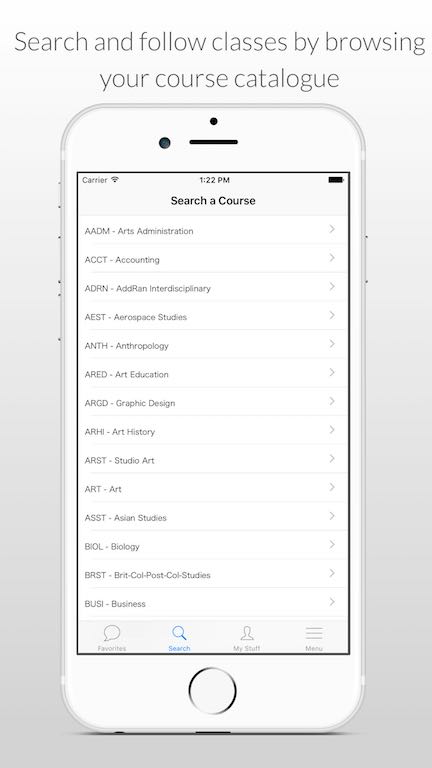 Search and follow classes by browsing
your course catalogue
Carrier 1:22 PM
Search a Course
AADM - Arts Administration
ACCT - Accounting
ADRN - AddRan Interdisciplinary
AEST - Aerospace Studies
ANTH - Anthropology
ARED - Art Education
ARGD - Graphic Design
ARHI - Art History
ARST - Studio Art
ART - Art
ASST - Asian Studies
BIOL - Biology
BRST - Brit-Col-Post-Col-Studies
BUSI - Business
Favorites Search My Stuff Menu